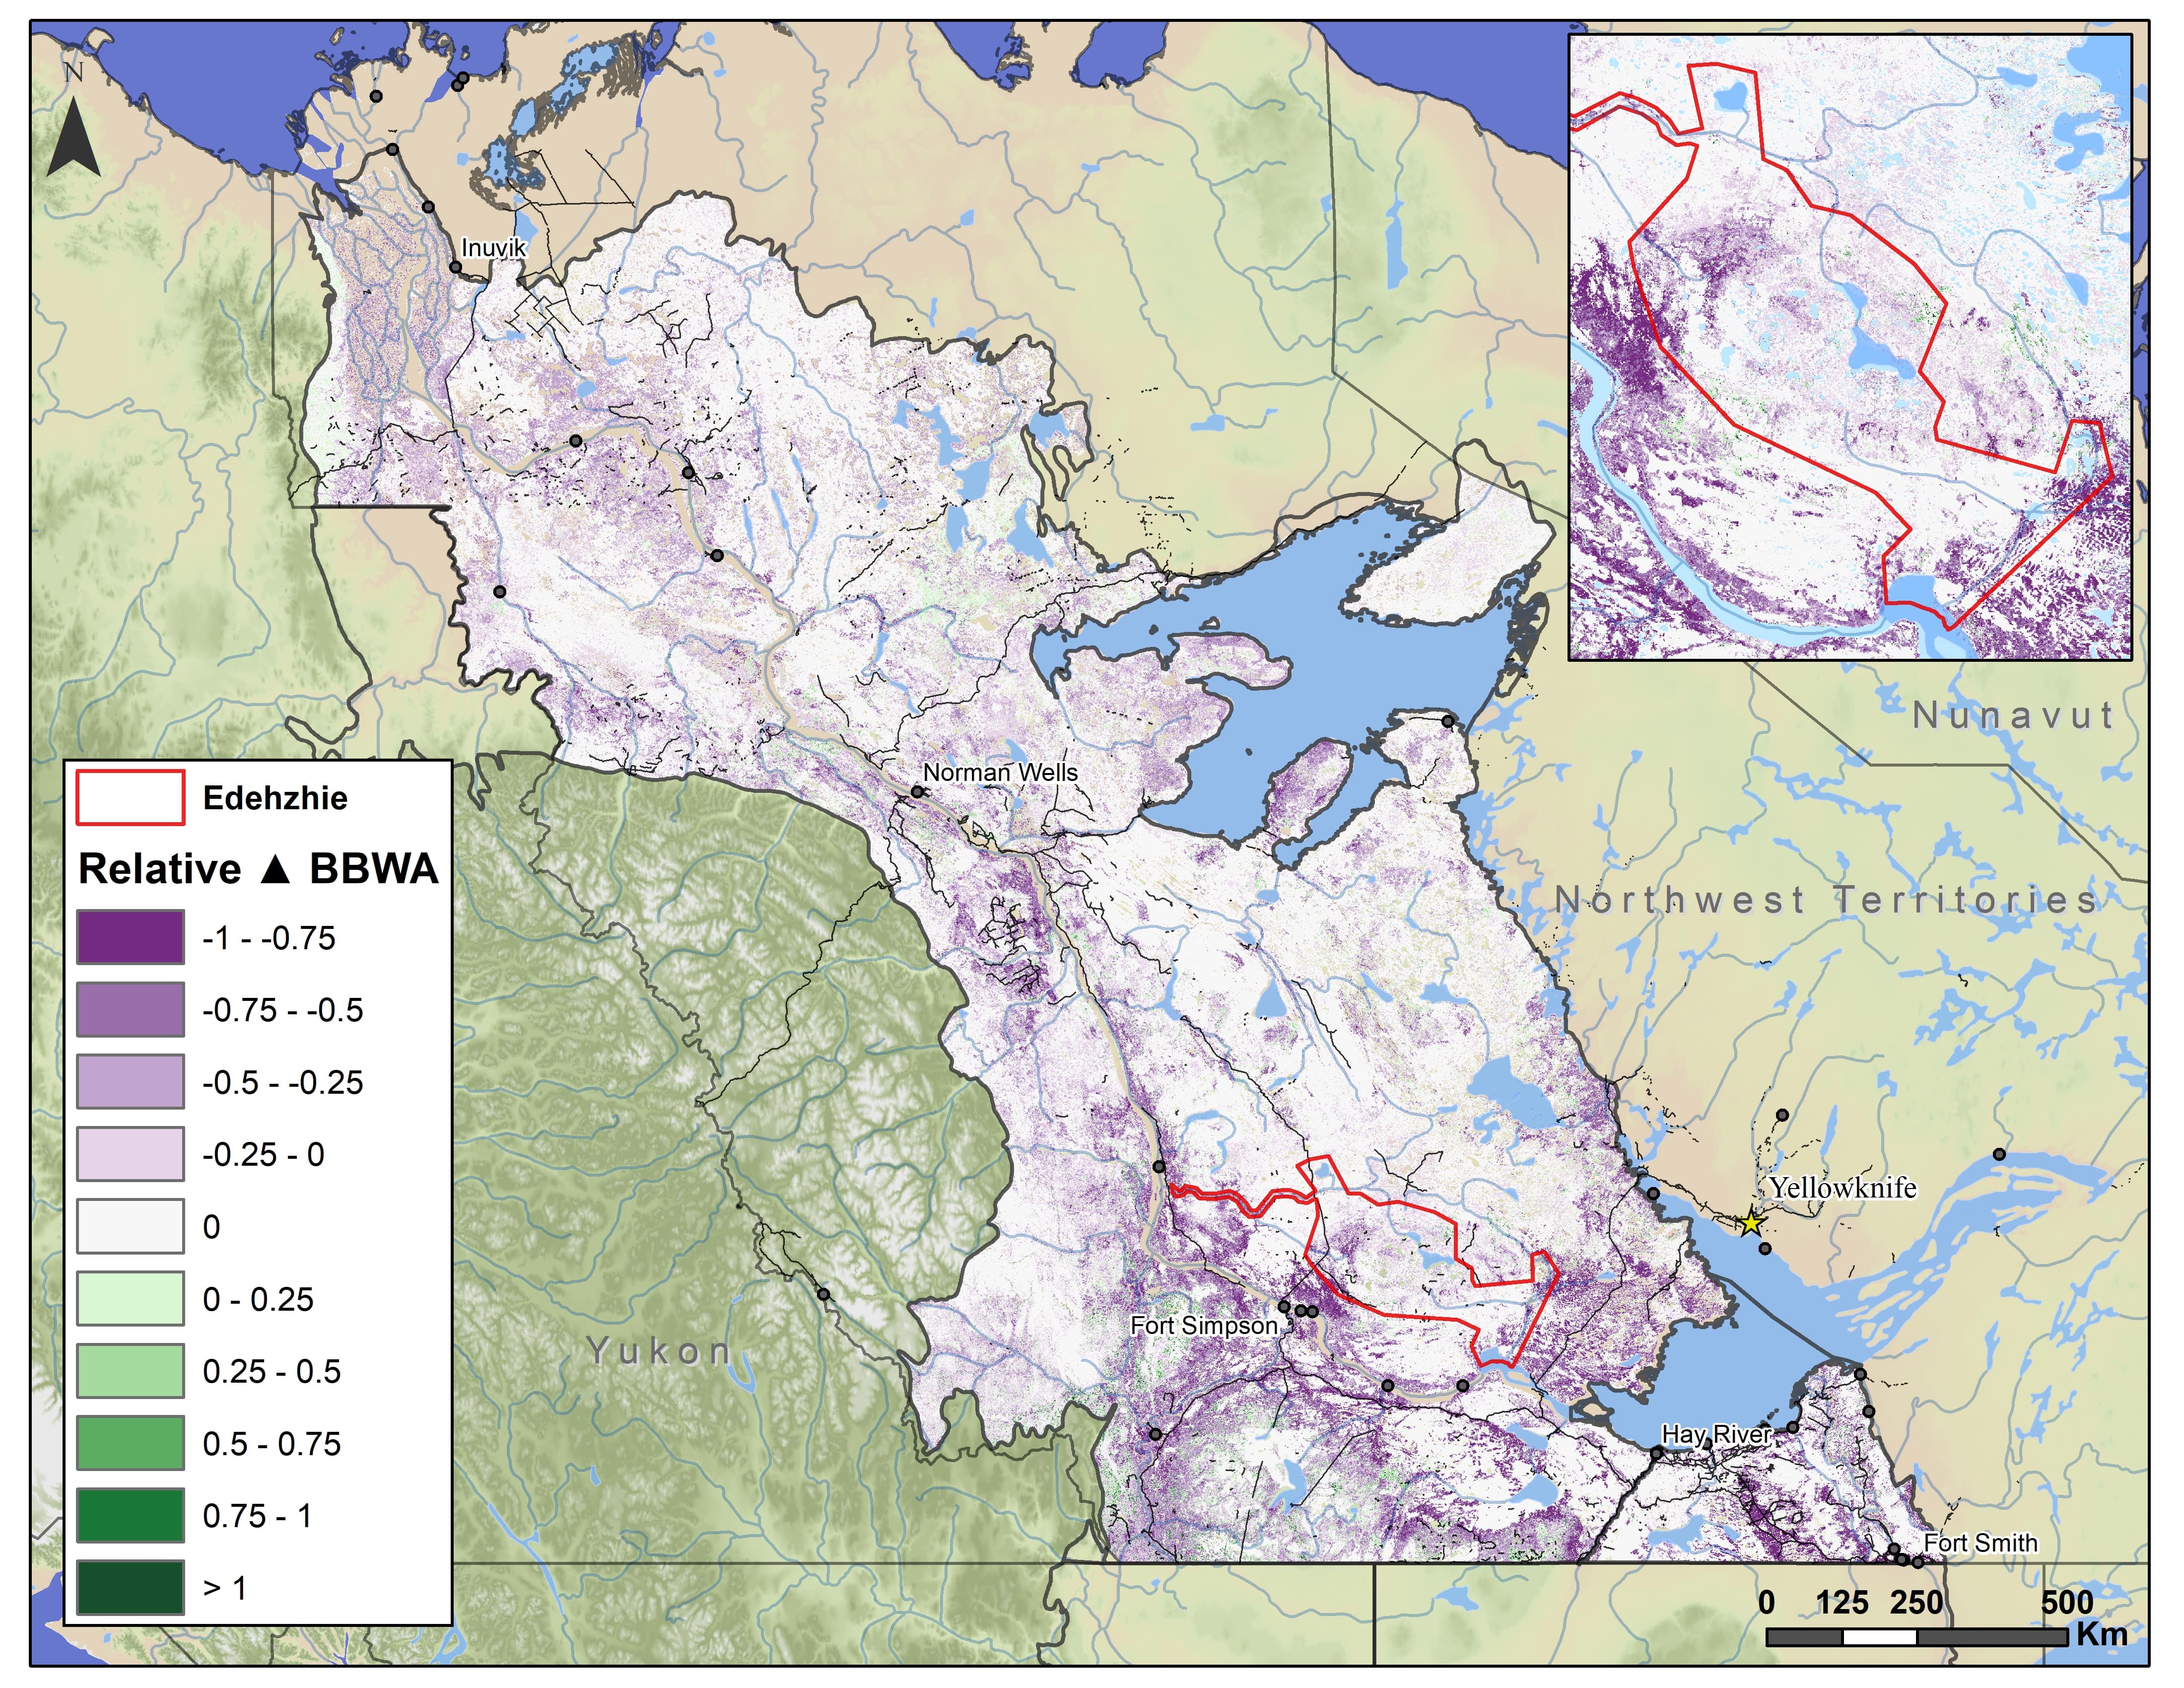 N
Inuvik
Nunavut
Norman Wells
Edehzhie
Relative ▲ BBWA
Northwest Territories
-1 - -0.75
-0.75 - -0.5
-0.5 - -0.25
-0.25 - 0
Yellowknife
0
0 - 0.25
Fort Simpson
Yukon
0.25 - 0.5
0.5 - 0.75
Hay River
0.75 - 1
Fort Smith
> 1
0 125 250 500
Km